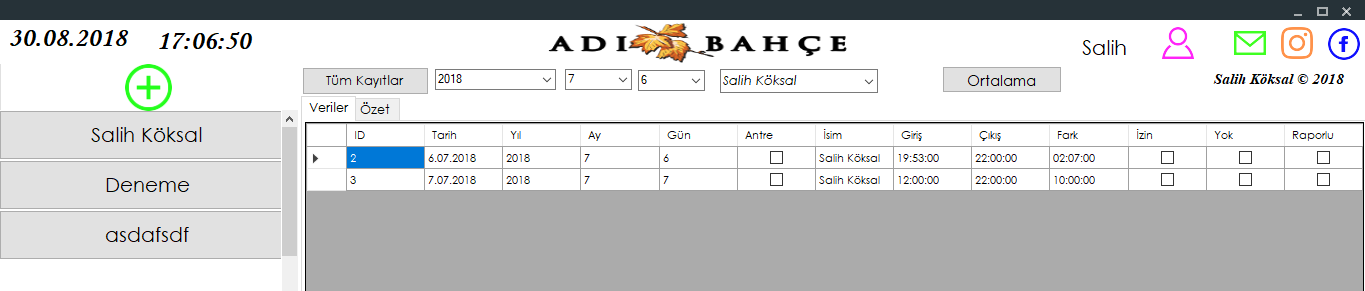 30.08.2018 17:06:50
ADI BAHÇE
Salih
Salih Köksal © 2018
Tüm Kayıtlar 2018 7 6 Salih Köksal Ortalama
Salih Köksal
Deneme
asdafsdf
Veriler Özet
ID Tarih Yıl Ay Gün Antre İsim Giriş Çıkış Fark İzin Yok Raporlu
2 6.07.2018 2018 7 6 Salih Köksal 19:53:00 22:00:00 02:07:00
3 7.07.2018 2018 7 7 Salih Köksal 12:00:00 22:00:00 10:00:00